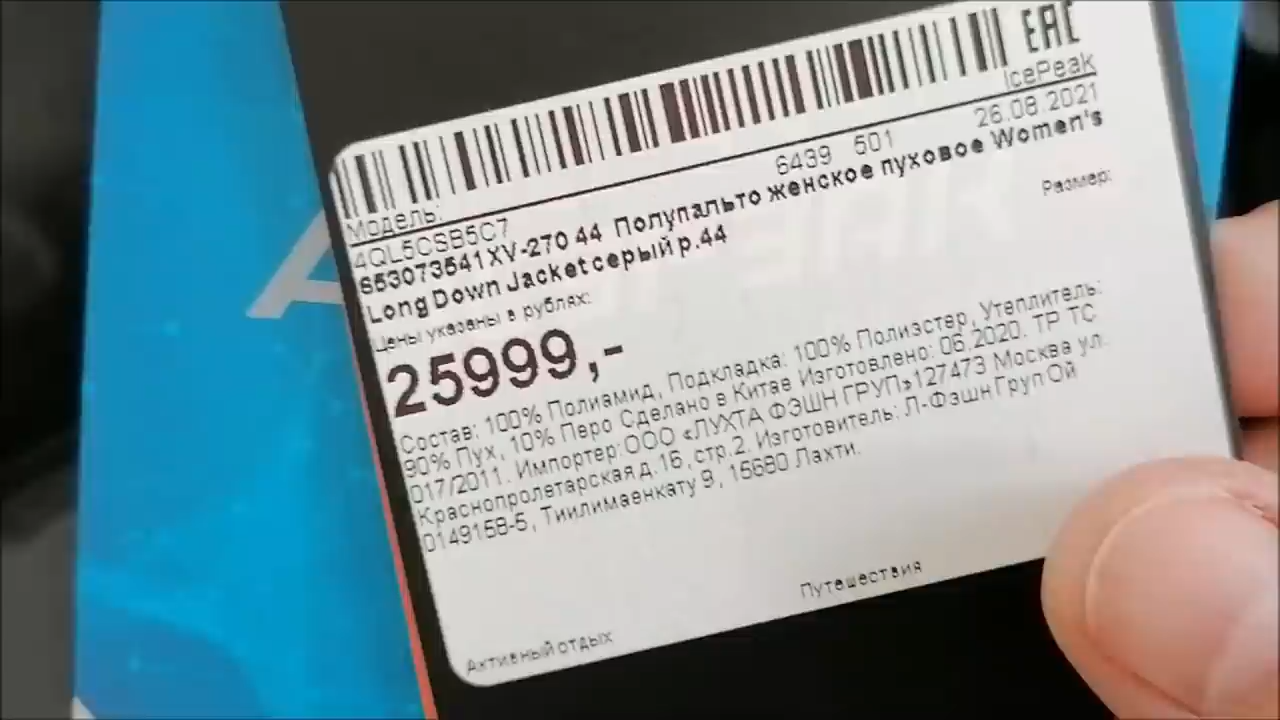 EAC
IcePeak
26.08.2021
6439 501
Модель:
4QL5CSB5C7
653073541XV-270 44 Полупальто женское пуховое Women's
Размер:
Long Down Jacket серый р.44
Цены указаны в рублях:
25999,-
Состав: 100% Полиамид, Подкладка: 100% Полиэстер, Утеплитель:
90% Пух, 10% Перо Сделано в Китае Изготовлено: 06.2020. ТР ТС
017/2011. Импортер: ООО «ЛУХТА ФЭШН ГРУП»127473 Москва ул.
Краснопролетарская д.16, стр.2. Изготовитель: Л-Фэшн Груп Ой
0149158-5, Тиилимаенкату 9, 15680 Лахти.
Путешествия
Активный отдых